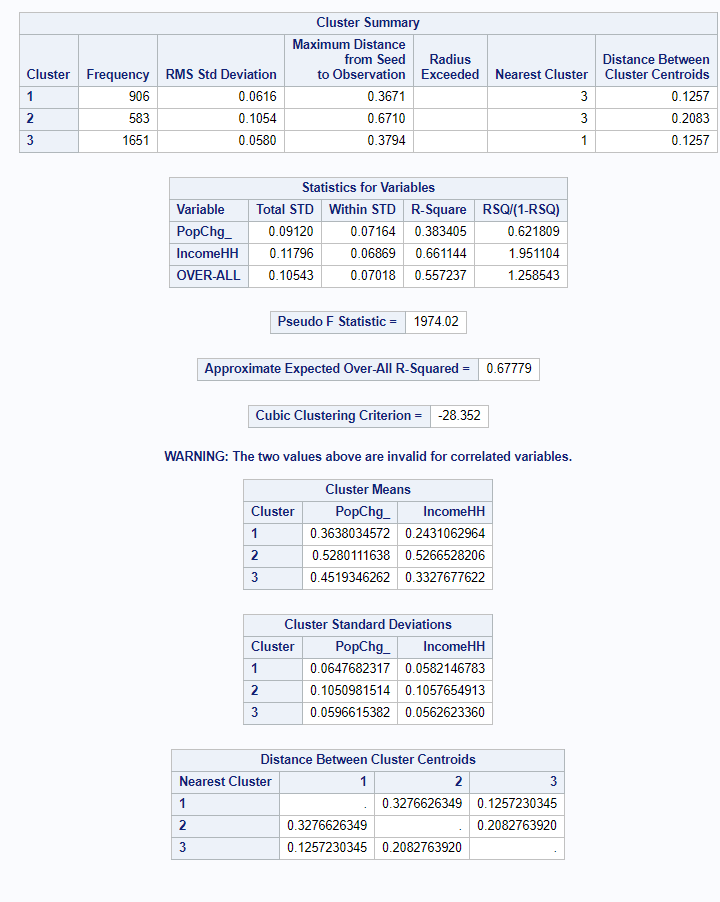 Cluster Summary
Cluster Frequency RMS Std Deviation Maximum Distance from Seed to Observation Radius Exceeded Nearest Cluster Distance Between Cluster Centroids
1 906 0.0616 0.3671 3 0.1257
2 583 0.1054 0.6710 3 0.2083
3 1651 0.0580 0.3794 1 0.1257
Statistics for Variables
Variable Total STD Within STD R-Square RSQ/(1-RSQ)
PopChg_ 0.09120 0.07164 0.383405 0.621809
IncomeHH 0.11796 0.06869 0.661144 1.951104
OVER-ALL 0.10543 0.07018 0.557237 1.258543
Pseudo F Statistic = 1974.02
Approximate Expected Over-All R-Squared = 0.67779
Cubic Clustering Criterion = -28.352
WARNING: The two values above are invalid for correlated variables.
Cluster Means
Cluster PopChg_ IncomeHH
1 0.3638034572 0.2431062964
2 0.5280111638 0.5266528206
3 0.4519346262 0.3327677622
Cluster Standard Deviations
Cluster PopChg_ IncomeHH
1 0.0647682317 0.0582146783
2 0.1050981514 0.1057654913
3 0.0596615382 0.0562623360
Distance Between Cluster Centroids
Nearest Cluster 1 2 3
1 . 0.3276626349 0.1257230345
2 0.3276626349 . 0.2082763920
3 0.1257230345 0.2082763920 .